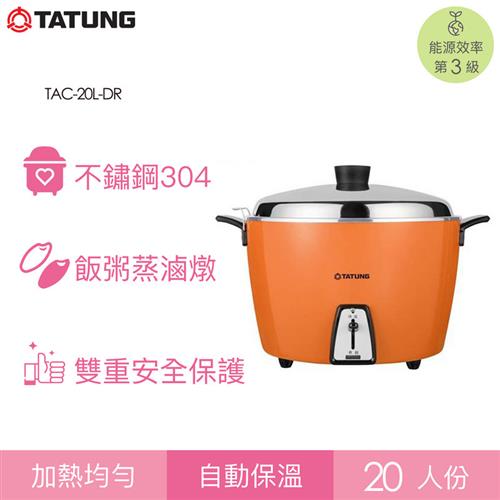 TATUNG
能源效率
第3級
TAC-20L-DR
不鏽鋼304
飯粥蒸滷燉
雙重安全保護
TATUNG
加熱均勻
自動保溫
20人份